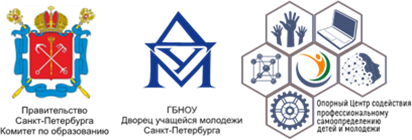 Правительство
Санкт-Петербурга
Комитет по образованию
ГБНОУ
Дворец учащейся молодежи
Санкт-Петербурга
Опорный Центр содействия
профессиональному
самоопределению
детей и молодежи